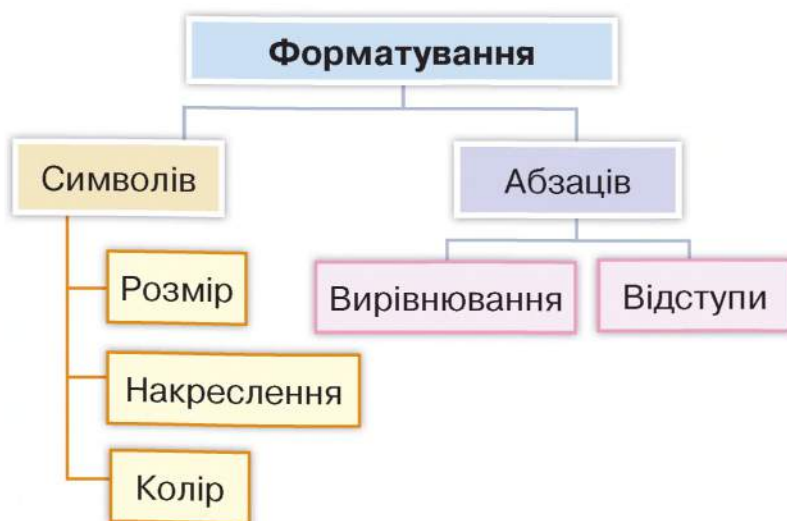 Форматування
Символів
Абзаців
Розмір
Вирівнювання
Відступи
Накреслення
Колір